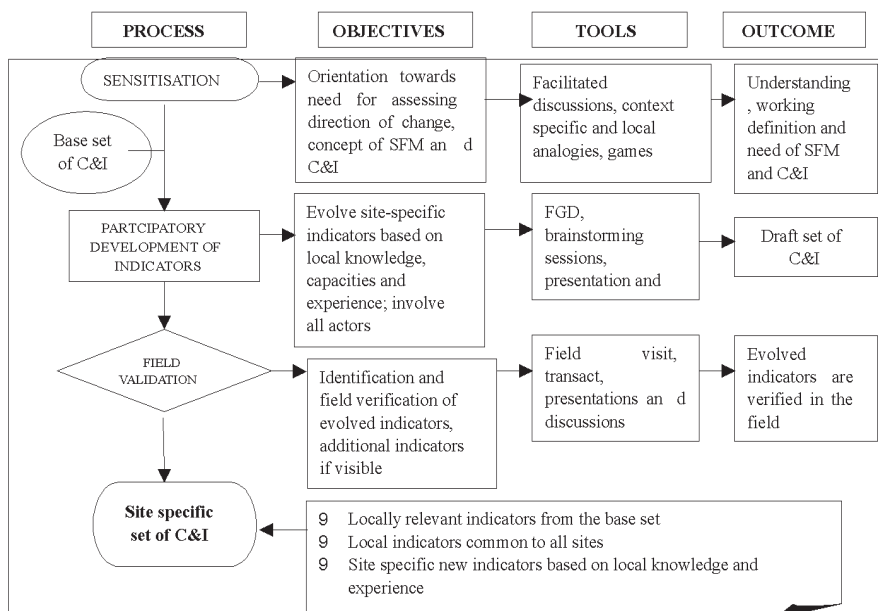 PROCESS
OBJECTIVES
TOOLS
OUTCOME
SENSITISATION
Orientation towards
need for assessing
direction of change,
concept of SFM an d
C&I
Facilitated
discussions, context
specific and local
analogies, games
Understanding
, working
definition and
need of SFM
and C&I
Base set
of C&I
PARTCIPATORY
DEVELOPMENT OF
INDICATORS
Evolve site-specific
indicators based on
local knowledge,
capacities and
experience; involve
all actors
FGD,
brainstorming
sessions,
presentation and
Draft set of
C&I
FIELD
VALIDATION
Identification and
field verification of
evolved indicators,
additional indicators
if visible
Field visit,
transact,
presentations an d
discussions
Evolved
indicators are
verified in the
field
Site specific
set of C&I
9 Locally relevant indicators from the base set
9 Local indicators common to all sites
9 Site specific new indicators based on local knowledge and
experience